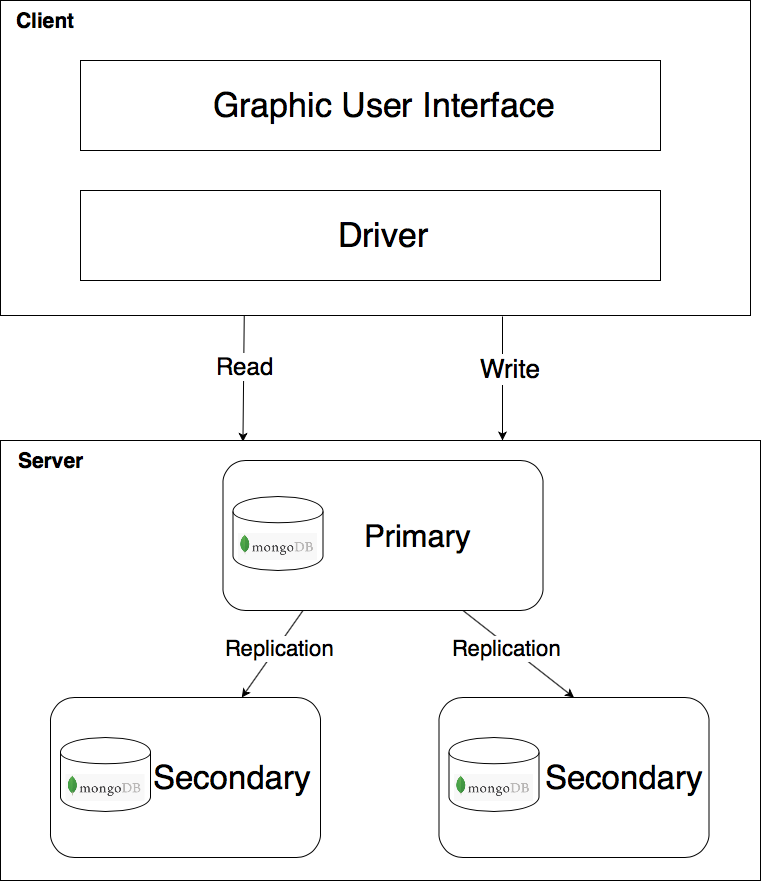 Client
Graphic User Interface
Driver
Read
Write
Server
mongoDB
Primary
Replication
Replication
mongoDB
Secondary
mongoDB
Secondary